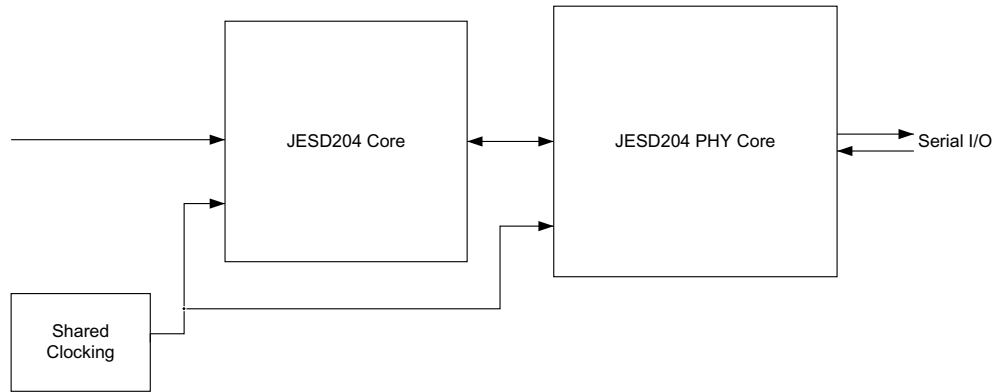 JESD204 Core
JESD204 PHY Core
Serial I/O
Shared
Clocking